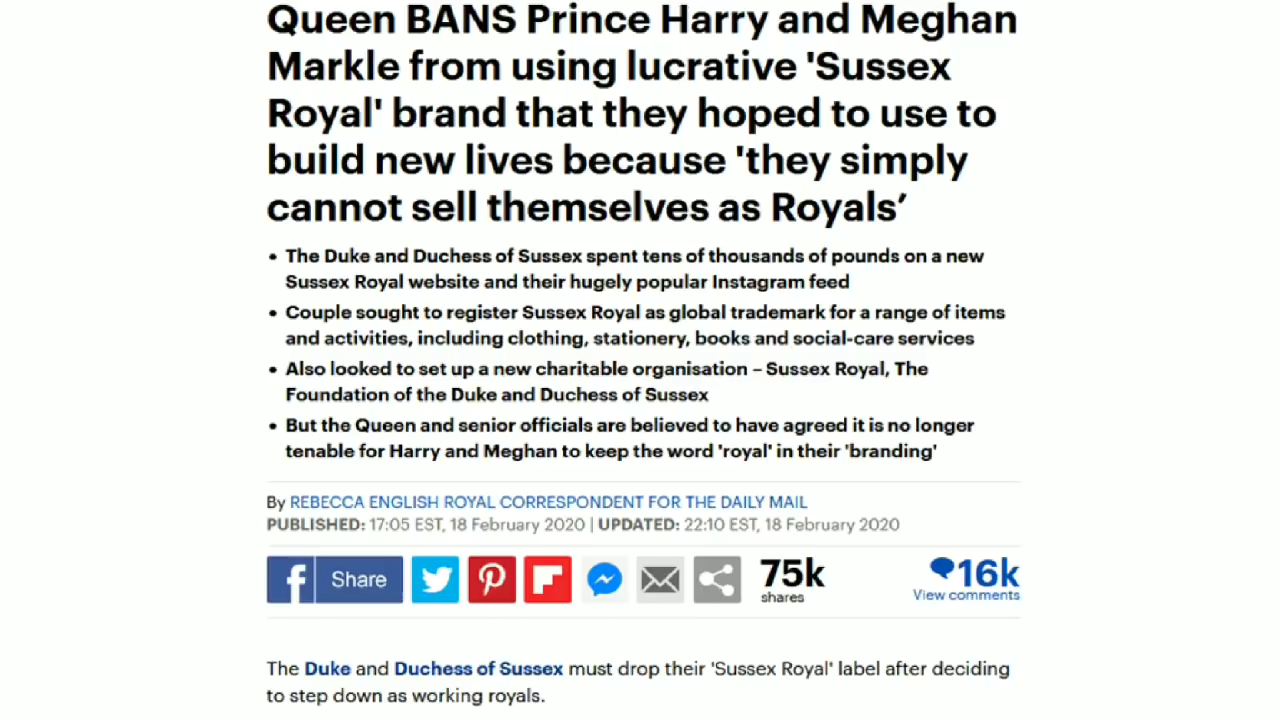 Queen BANS Prince Harry and Meghan
Markle from using lucrative 'Sussex
Royal' brand that they hoped to use to
build new lives because 'they simply
cannot sell themselves as Royals’
• The Duke and Duchess of Sussex spent tens of thousands of pounds on a new
Sussex Royal website and their hugely popular Instagram feed
• Couple sought to register Sussex Royal as global trademark for a range of items
and activities, including clothing, stationery, books and social-care services
• Also looked to set up a new charitable organisation – Sussex Royal, The
Foundation of the Duke and Duchess of Sussex
• But the Queen and senior officials are believed to have agreed it is no longer
tenable for Harry and Meghan to keep the word 'royal' in their 'branding'
By REBECCA ENGLISH ROYAL CORRESPONDENT FOR THE DAILY MAIL
PUBLISHED: 17:05 EST, 18 February 2020 | UPDATED: 22:10 EST, 18 February 2020
Share 75k 16k
shares View comments
The Duke and Duchess of Sussex must drop their 'Sussex Royal' label after deciding
to step down as working royals.